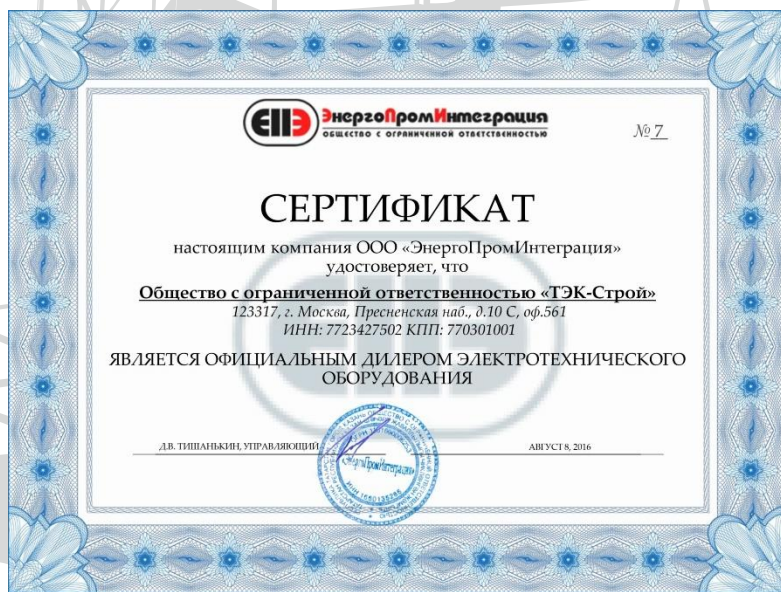 ЕПЭ ЭнергоПромИнтеграция
ОБЩЕСТВО С ОГРАНИЧЕННОЙ ОТВЕТСТВЕННОСТЬЮ
№ 7
СЕРТИФИКАТ
настоящим компания ООО «ЭнергоПромИнтеграция»
удостоверяет, что
Общество с ограниченной ответственностью «ТЭК-Строй»
123317, г. Москва, Пресненская наб., д.10 С, оф.561
ИНН: 7723427502 КПП: 770301001
ЯВЛЯЕТСЯ ОФИЦИАЛЬНЫМ ДИЛЕРОМ ЭЛЕКТРОТЕХНИЧЕСКОГО
ОБОРУДОВАНИЯ
Д.В. ТИШАНЬКИН, УПРАВЛЯЮЩИЙ
АВГУСТ 8, 2016
«ЭнергоПромИнтеграция»